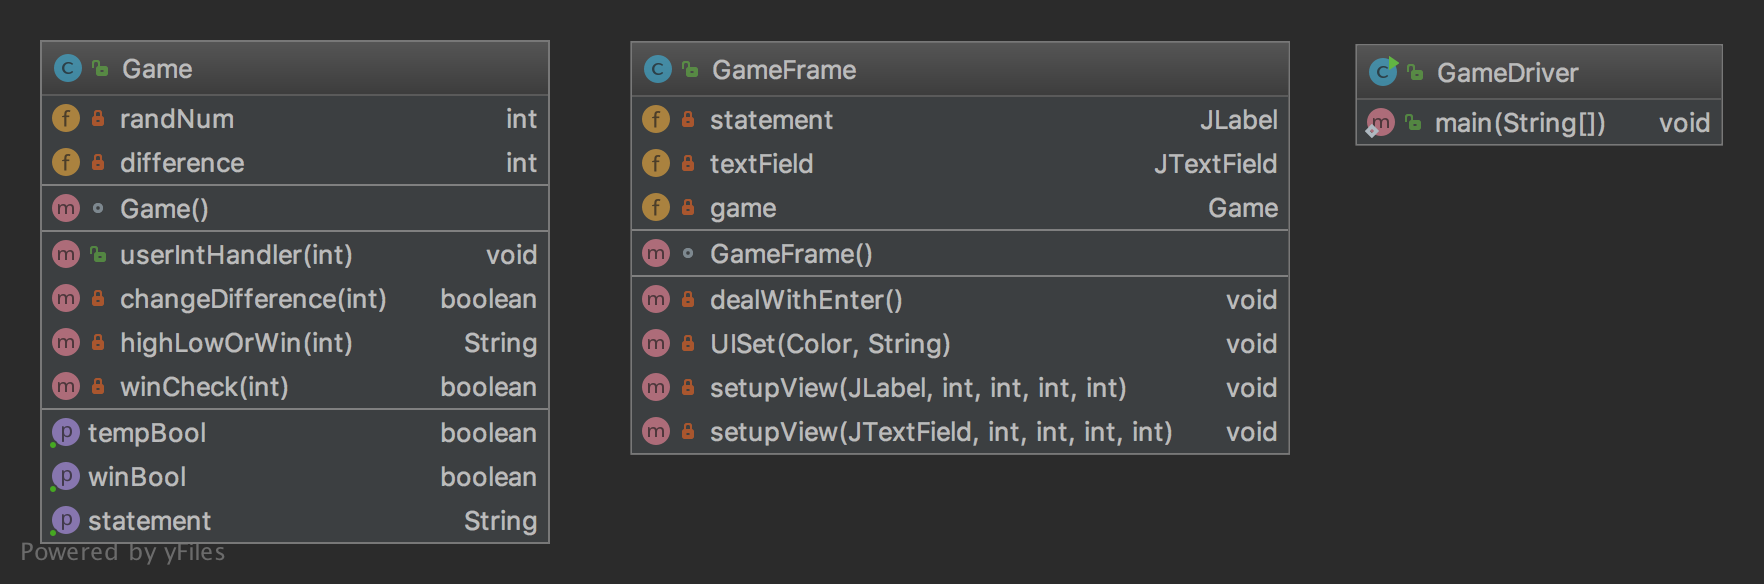 Game
randNum int
difference int
Game()
userIntHandler(int) void
changeDifference(int) boolean
highLowOrWin(int) String
winCheck(int) boolean
tempBool boolean
winBool boolean
statement String
Powered by yFiles
GameFrame
statement JLabel
textField JTextField
game Game
GameFrame()
dealWithEnter() void
UISet(Color, String) void
setupView(JLabel, int, int, int, int) void
setupView(JTextField, int, int, int, int) void
GameDriver
main(String[]) void